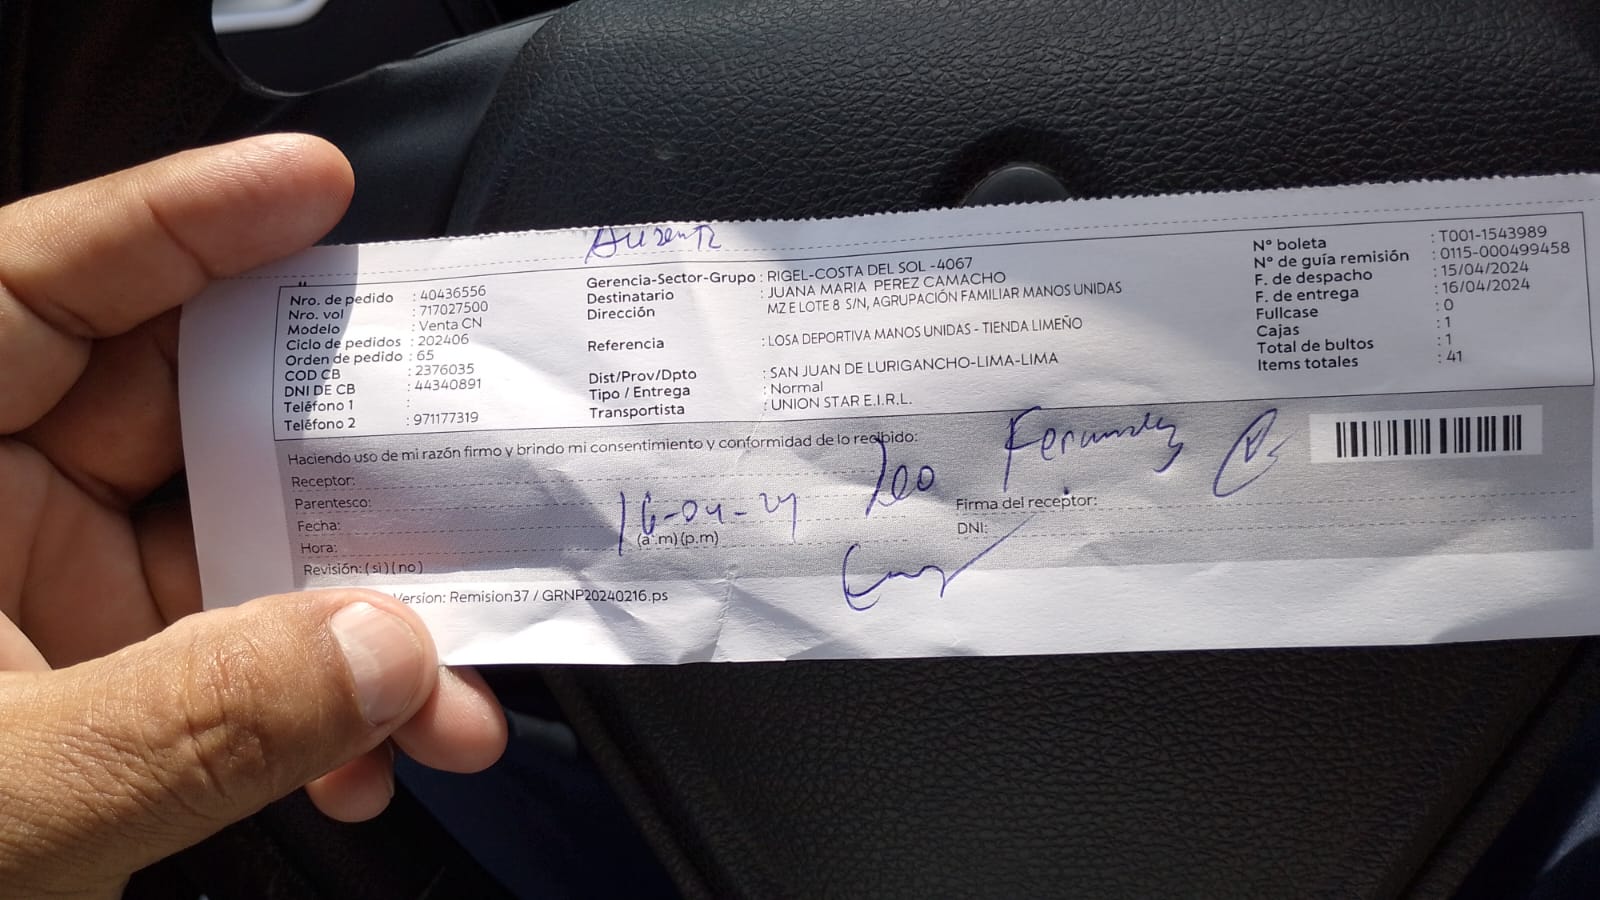 Ausente
Nro. de pedido : 40436556
Nro. vol : 717027500
Modelo : Venta CN
Ciclo de pedidos : 202406
Orden de pedido : 65
COD CB : 2376035
DNI DE CB : 44340891
Teléfono 1 :
Teléfono 2 : 971177319
Gerencia-Sector-Grupo : RIGEL-COSTA DEL SOL -4067
Destinatario : JUANA MARIA PEREZ CAMACHO
Dirección MZ E LOTE 8 S/N, AGRUPACIÓN FAMILIAR MANOS UNIDAS
Referencia : LOSA DEPORTIVA MANOS UNIDAS - TIENDA LIMEÑO
Dist/Prov/Dpto : SAN JUAN DE LURIGANCHO-LIMA-LIMA
Tipo / Entrega : Normal
Transportista : UNION STAR E.I.R.L.
N° boleta : T001-1543989
N° de guía remisión : 0115-000499458
F. de despacho : 15/04/2024
F. de entrega : 16/04/2024
Fullcase : 0
Cajas : 1
Total de bultos : 1
Items totales : 41
Haciendo uso de mi razón firmo y brindo mi consentimiento y conformidad de lo recibido:
Receptor:
Parentesco:
Fecha: 16-04-24
Hora: (a .m) (p.m)
Revisión: (si) (no)
Leo Fernandez
Firma del receptor:
DNI:
Version: Remision37 / GRNP20240216.ps